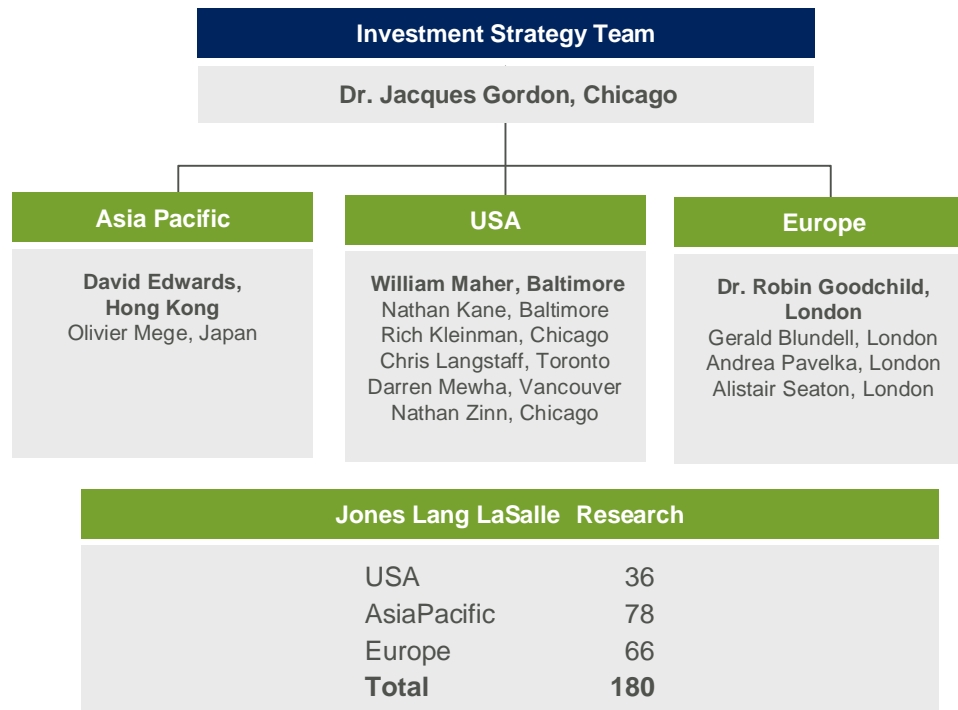 Investment Strategy Team
Dr. Jacques Gordon, Chicago
Asia Pacific
David Edwards,
Hong Kong
Olivier Mege, Japan
USA
William Maher, Baltimore
Nathan Kane, Baltimore
Rich Kleinman, Chicago
Chris Langstaff, Toronto
Darren Mewha, Vancouver
Nathan Zinn, Chicago
Europe
Dr. Robin Goodchild,
London
Gerald Blundell, London
Andrea Pavelka, London
Alistair Seaton, London
Jones Lang LaSalle Research
USA 36
AsiaPacific 78
Europe 66
Total 180